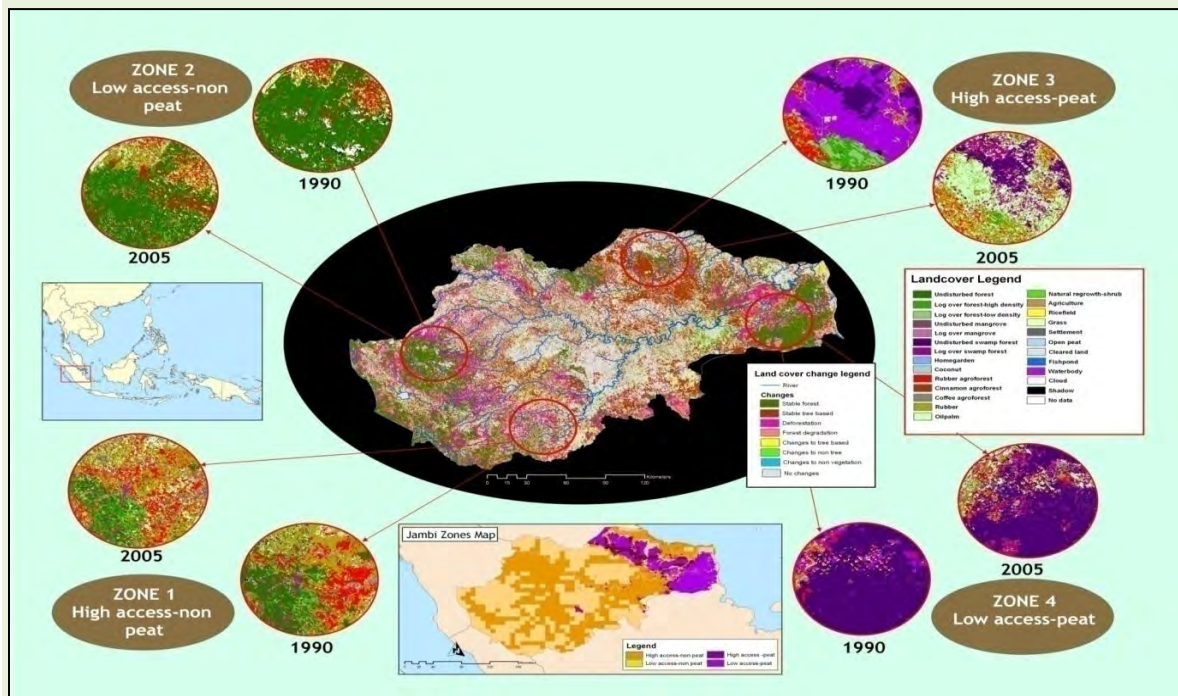 ZONE 2
Low access-non
peat
1990
2005
ZONE 3
High access-peat
1990
2005
Landcover Legend
Undisturbed forest
Log over forest-high density
Log over forest-low density
Undisturbed mangrove
Log over mangrove
Undisturbed swamp forest
Log over swamp forest
Homegarden
Coconut
Rubber agroforest
Cinnamon agroforest
Coffee agroforest
Rubber
Oilpalm
Natural regrowth-shrub
Agriculture
Ricefield
Grass
Settlement
Open peat
Cleared land
Fishpond
Waterbody
Cloud
Shadow
No data
Land cover change legend
River
Changes
Stable forest
Stable tree based
Deforestation
Forest degradation
Changes to tree based
Changes to non tree
Changes to non vegetation
No changes
Kilometers
2005
1990
ZONE 1
High access-non
peat
Jambi Zones Map
Legend
High access-non peat
Low access-non peat
High access -peat
Low access-peat
1990
2005
ZONE 4
Low access-peat